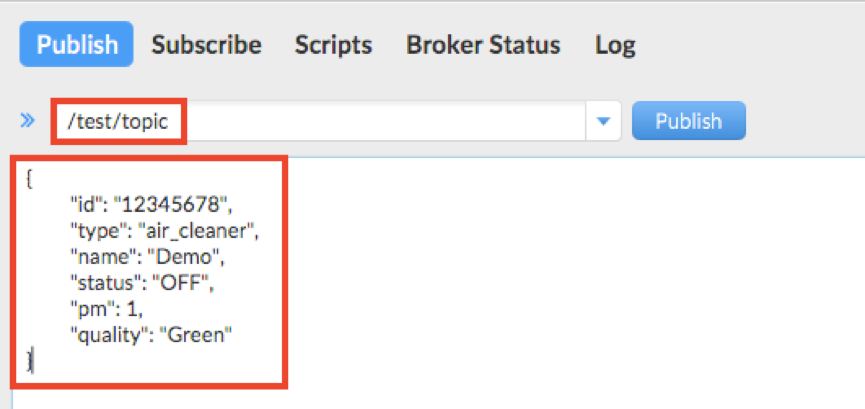 Publish Subscribe Scripts Broker Status Log
/test/topic Publish
{
"id": "12345678",
"type": "air_cleaner",
"name": "Demo",
"status": "OFF",
"pm": 1,
"quality": "Green"
}